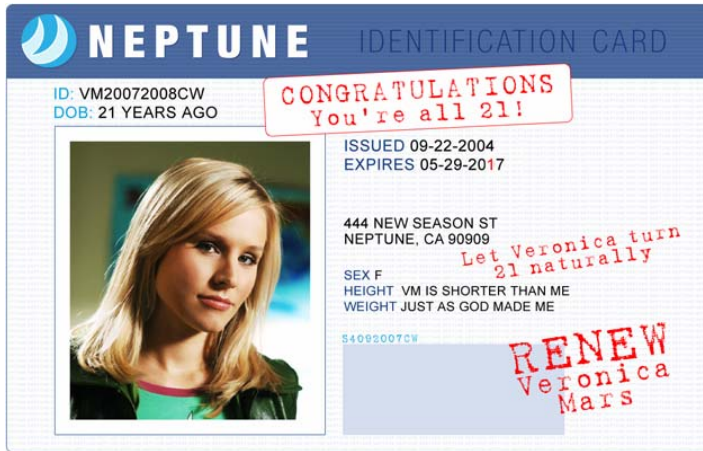 NEPTUNE IDENTIFICATION CARD
ID: VM20072008CW
DOB: 21 YEARS AGO
CONGRATULATIONS
You're all 21!
ISSUED 09-22-2004
EXPIRES 05-29-2017
444 NEW SEASON ST
NEPTUNE, CA 90909
Let Veronica turn
21 naturally
SEX F
HEIGHT VM IS SHORTER THAN ME
WEIGHT JUST AS GOD MADE ME
S4092007CW
RENEW
Veronica
Mars